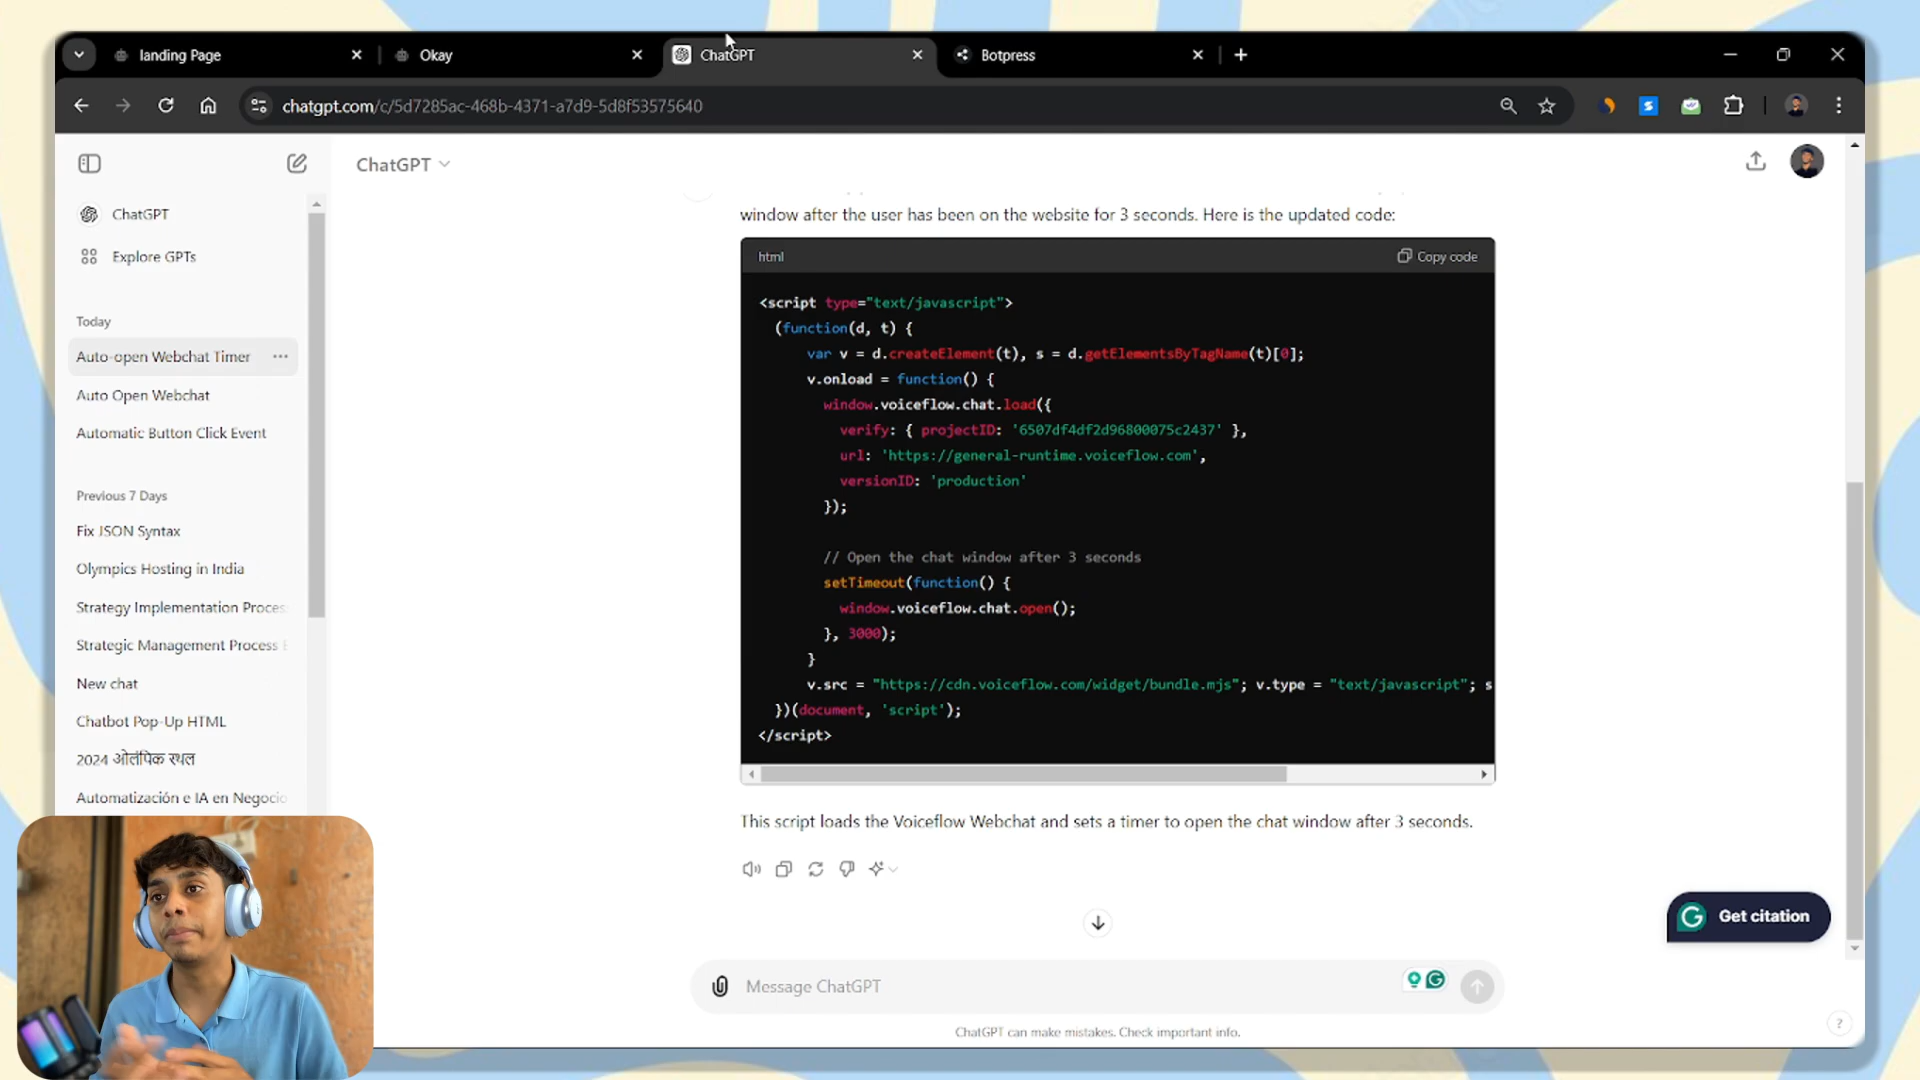 landing Page
Okay
ChatGPT
Botpress
chatgpt.com/c/5d7285ac-468b-4371-a7d9-5d8f53575640
ChatGPT
ChatGPT
Explore GPTs
Today
Auto-open Webchat Timer
Auto Open Webchat
Automatic Button Click Event
Previous 7 Days
Fix JSON Syntax
Olympics Hosting in India
Strategy Implementation Proces
Strategic Management Process
New chat
Chatbot Pop-Up HTML
2024 ओलंपिक स्थल
Automatización e IA en Negocio
window after the user has been on the website for 3 seconds. Here is the updated code:
html
Copy code
<script type="text/javascript">
(function(d, t) {
var v = d.createElement(t), s = d.getElementsByTagName(t)[0];
v.onload = function() {
window.voiceflow.chat.load({
verify: { projectID: '6507df4df2d96800075c2437' },
url: 'https://general-runtime.voiceflow.com',
versionID: 'production'
});
// Open the chat window after 3 seconds
setTimeout(function() {
window.voiceflow.chat.open();
}, 3000);
}
v.src = "https://cdn.voiceflow.com/widget/bundle.mjs"; v.type = "text/javascript"; s
})(document, 'script');
</script>
This script loads the Voiceflow Webchat and sets a timer to open the chat window after 3 seconds.
Get citation
Message ChatGPT
ChatGPT can make mistakes. Check important info.
?